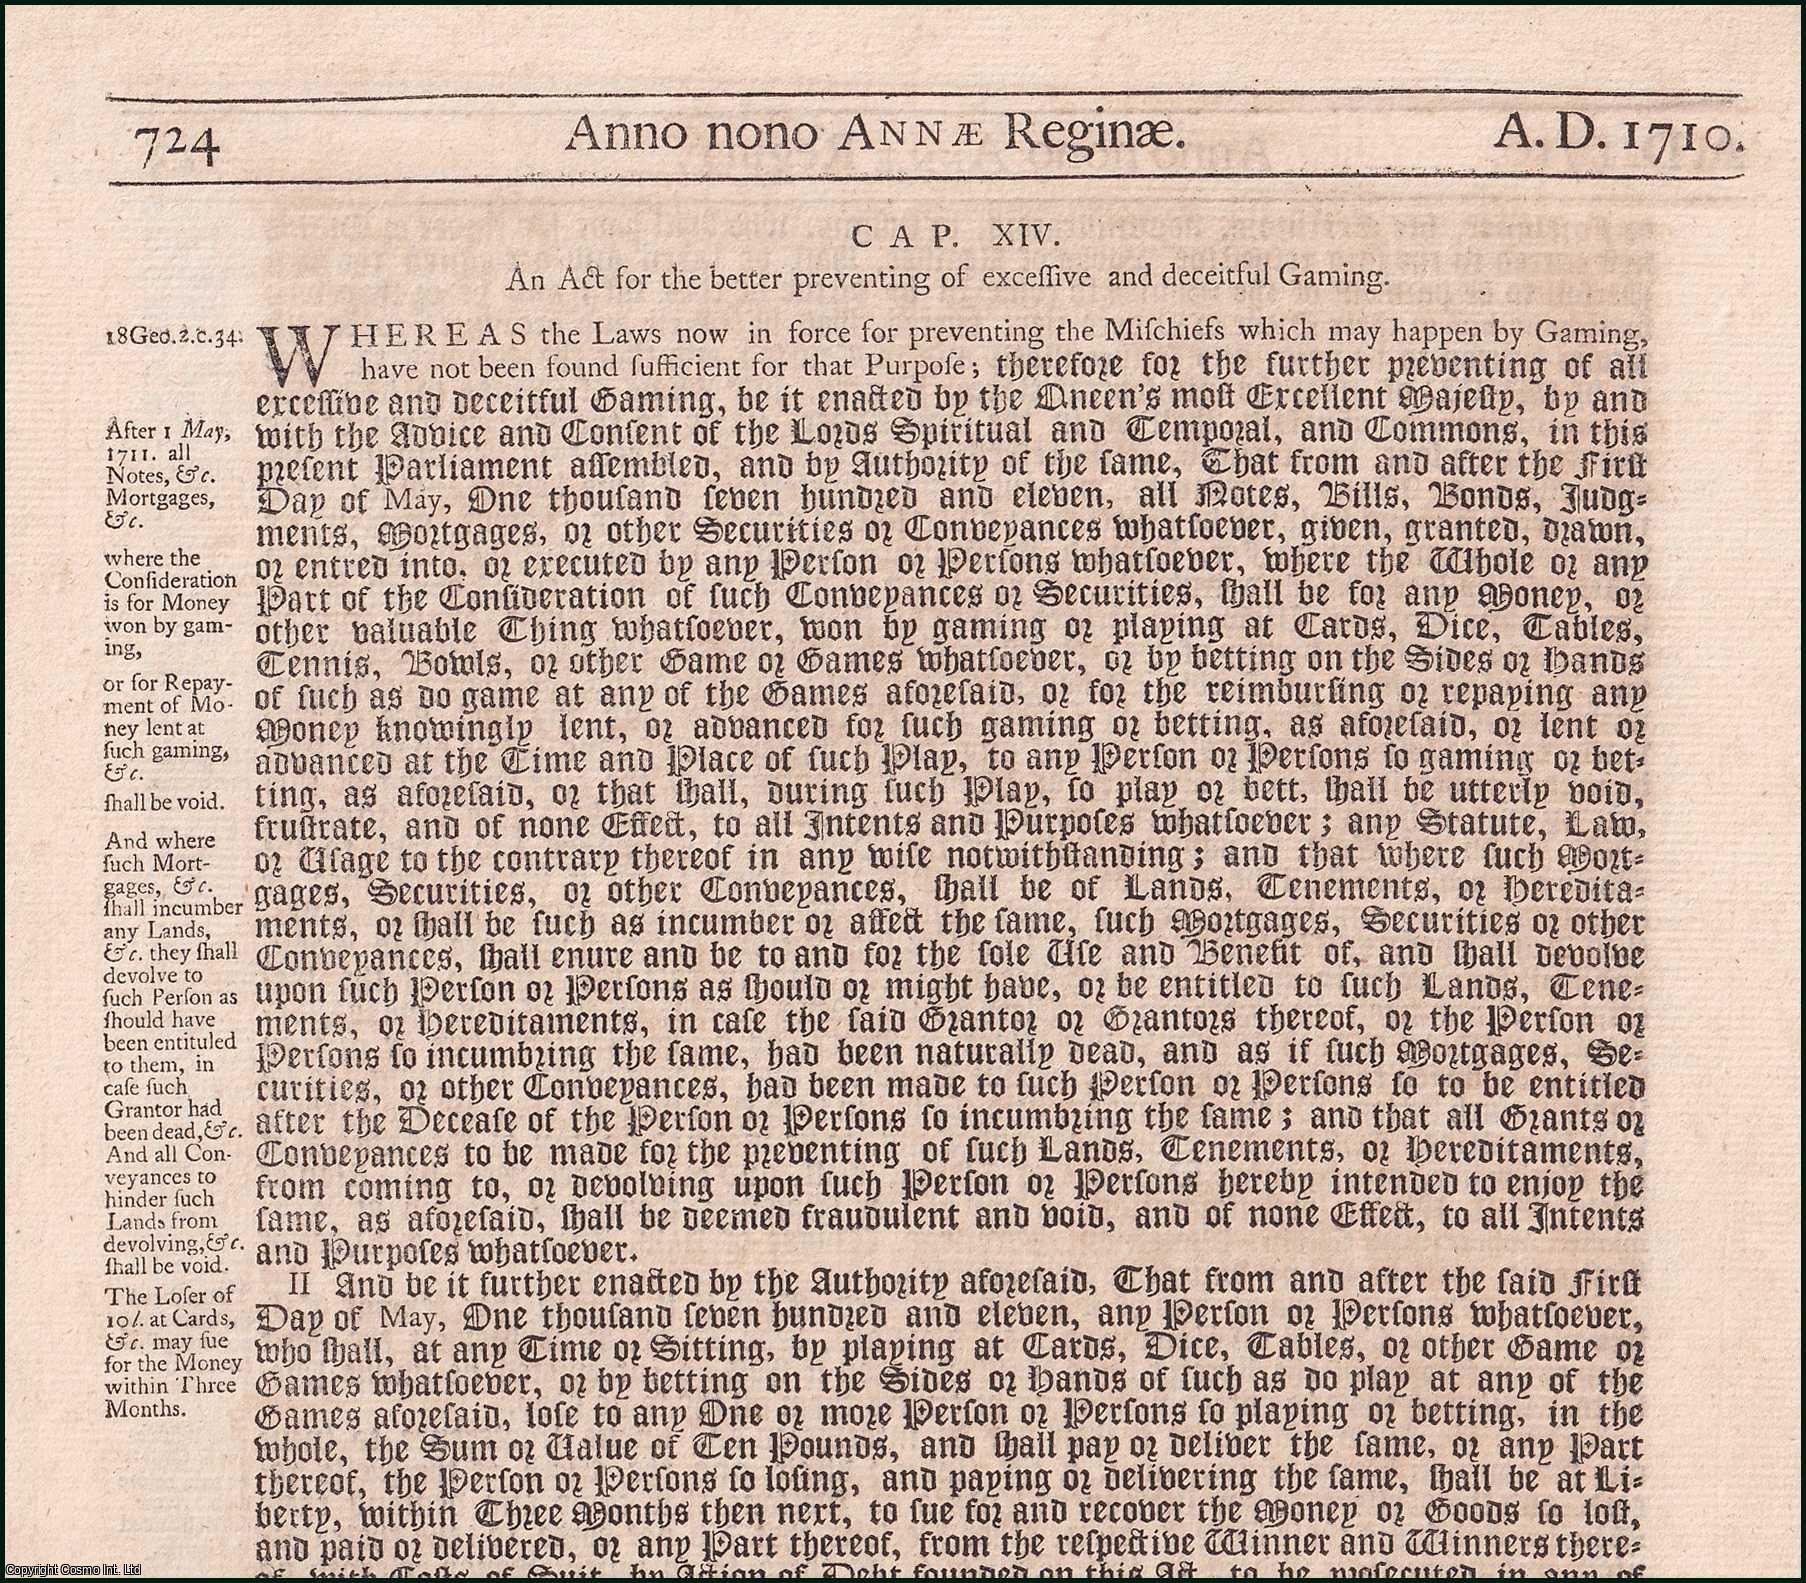 724 Anno nono ANNÆ Reginæ. A. D. 1710.
CAP. XIV.
An Act for the better preventing of exceſſive and deceitful Gaming.
18Geo.2.c.34.
WHEREAS the Laws now in force for preventing the Miſchiefs which may happen by Gaming,
have not been found ſufficient for that Purpoſe; therefore for the further preventing of all
exceſſive and deceitful Gaming, be it enacted by the Queen's moſt Excellent Majeſty, by and
with the Advice and Conſent of the Lords Spiritual and Temporal, and Commons, in this
preſent Parliament aſſembled, and by Authority of the ſame, That from and after the Firſt
Day of May, One thouſand ſeven hundred and eleven, all Notes, Bills, Bonds, Judg-
ments, Mortgages, or other Securities or Conveyances whatſoever, given, granted, drawn,
or entred into, or executed by any Perſon or Perſons whatſoever, where the Whole or any
Part of the Conſideration of ſuch Conveyances or Securities, ſhall be for any Money, or
other valuable Thing whatſoever, won by gaming or playing at Cards, Dice, Tables,
Tennis, Bowls, or other Game or Games whatſoever, or by betting on the Sides or Hands
of ſuch as do game at any of the Games aforeſaid, or for the reimburſing or repaying any
Money knowingly lent, or advanced for ſuch gaming or betting, as aforeſaid, or lent or
advanced at the Time and Place of ſuch Play, to any Perſon or Perſons ſo gaming or bet-
ting, as aforeſaid, or that ſhall, during ſuch Play, ſo play or bett, ſhall be utterly void,
fruſtrate, and of none Effect, to all Intents and Purpoſes whatſoever; any Statute, Law,
or Uſage to the contrary thereof in any wiſe notwithſtanding; and that where ſuch Mort-
gages, Securities, or other Conveyances, ſhall be of Lands, Tenements, or Heredita-
ments, or ſhall be ſuch as incumber or affect the ſame, ſuch Mortgages, Securities or other
Conveyances, ſhall enure and be to and for the ſole Uſe and Benefit of, and ſhall devolve
upon ſuch Perſon or Perſons as ſhould or might have, or be entitled to ſuch Lands, Tene-
ments, or Hereditaments, in caſe the ſaid Grantor or Grantors thereof, or the Perſon or
Perſons ſo incumbring the ſame, had been naturally dead, and as if ſuch Mortgages, Se-
curities, or other Conveyances, had been made to ſuch Perſon or Perſons ſo to be entitled
after the Deceaſe of the Perſon or Perſons ſo incumbring the ſame; and that all Grants or
Conveyances to be made for the preventing of ſuch Lands, Tenements, or Hereditaments,
from coming to, or devolving upon ſuch Perſon or Perſons hereby intended to enjoy the
ſame, as aforeſaid, ſhall be deemed fraudulent and void, and of none Effect, to all Intents
and Purpoſes whatſoever.
After 1 May,
1711. all
Notes, &c.
Mortgages,
&c.
where the
Conſideration
is for Money
won by gam-
ing,
or for Repay-
ment of Mo-
ney lent at
ſuch gaming,
&c.
ſhall be void.
And where
ſuch Mort-
gages, &c.
ſhall incumber
any Lands,
&c. they ſhall
devolve to
ſuch Perſon as
ſhould have
been entituled
to them, in
caſe ſuch
Grantor had
been dead, &c.
And all Con-
veyances to
hinder ſuch
Lands from
devolving, &c.
ſhall be void.
II And be it further enacted by the Authority aforeſaid, That from and after the ſaid Firſt
Day of May, One thouſand ſeven hundred and eleven, any Perſon or Perſons whatſoever,
who ſhall, at any Time or Sitting, by playing at Cards, Dice, Tables, or other Game or
Games whatſoever, or by betting on the Sides or Hands of ſuch as do play at any of the
Games aforeſaid, loſe to any One or more Perſon or Perſons ſo playing or betting, in the
whole, the Sum or Value of Ten Pounds, and ſhall pay or deliver the ſame, or any Part
thereof, the Perſon or Perſons ſo loſing, and paying or delivering the ſame, ſhall be at Li-
berty, within Three Months then next, to ſue for and recover the Money or Goods ſo loſt,
and paid or delivered, or any Part thereof, from the reſpective Winner and Winners there-
of, with Coſts of Suit, by Action of Debt founded on this Act, to be proſecuted in any of
The Loſer of
10l. at Cards,
&c. may ſue
for the Money
within Three
Months.
Copyright Cosmo Int. Ltd